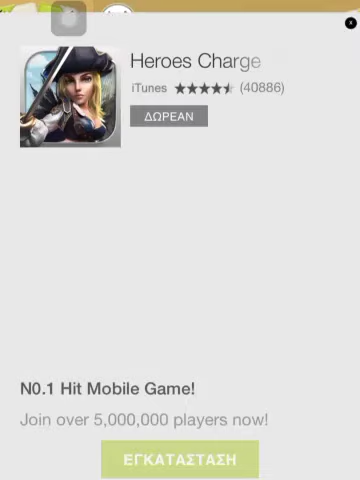 Heroes Charge
iTunes (40886)
ΔΩΡΕΑΝ
N0.1 Hit Mobile Game!
Join over 5,000,000 players now!
ΕΓΚΑΤΑΣΤΑΣΗ